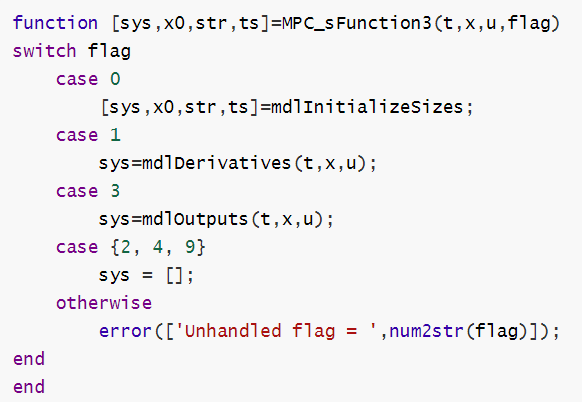 function [sys,x0,str,ts]=MPC_sFunction3(t,x,u,flag)
switch flag
    case 0
        [sys,x0,str,ts]=mdlInitializeSizes;
    case 1
        sys=mdlDerivatives(t,x,u);
    case 3
        sys=mdlOutputs(t,x,u);
    case {2, 4, 9}
        sys = [];
    otherwise
        error(['Unhandled flag = ',num2str(flag)]);
end
end